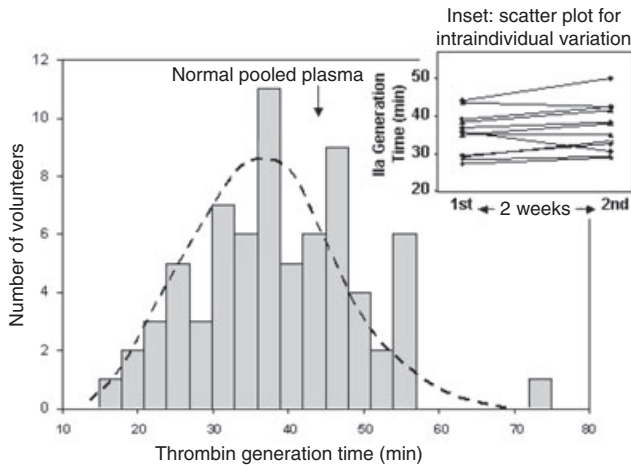 Inset: scatter plot for
intraindividual variation
Normal pooled plasma
Number of volunteers
12
10
8
6
4
2
0
10 20 30 40 50 60 70 80
Thrombin generation time (min)
IIa Generation
Time (min)
50
40
30
20
1st 2 weeks 2nd